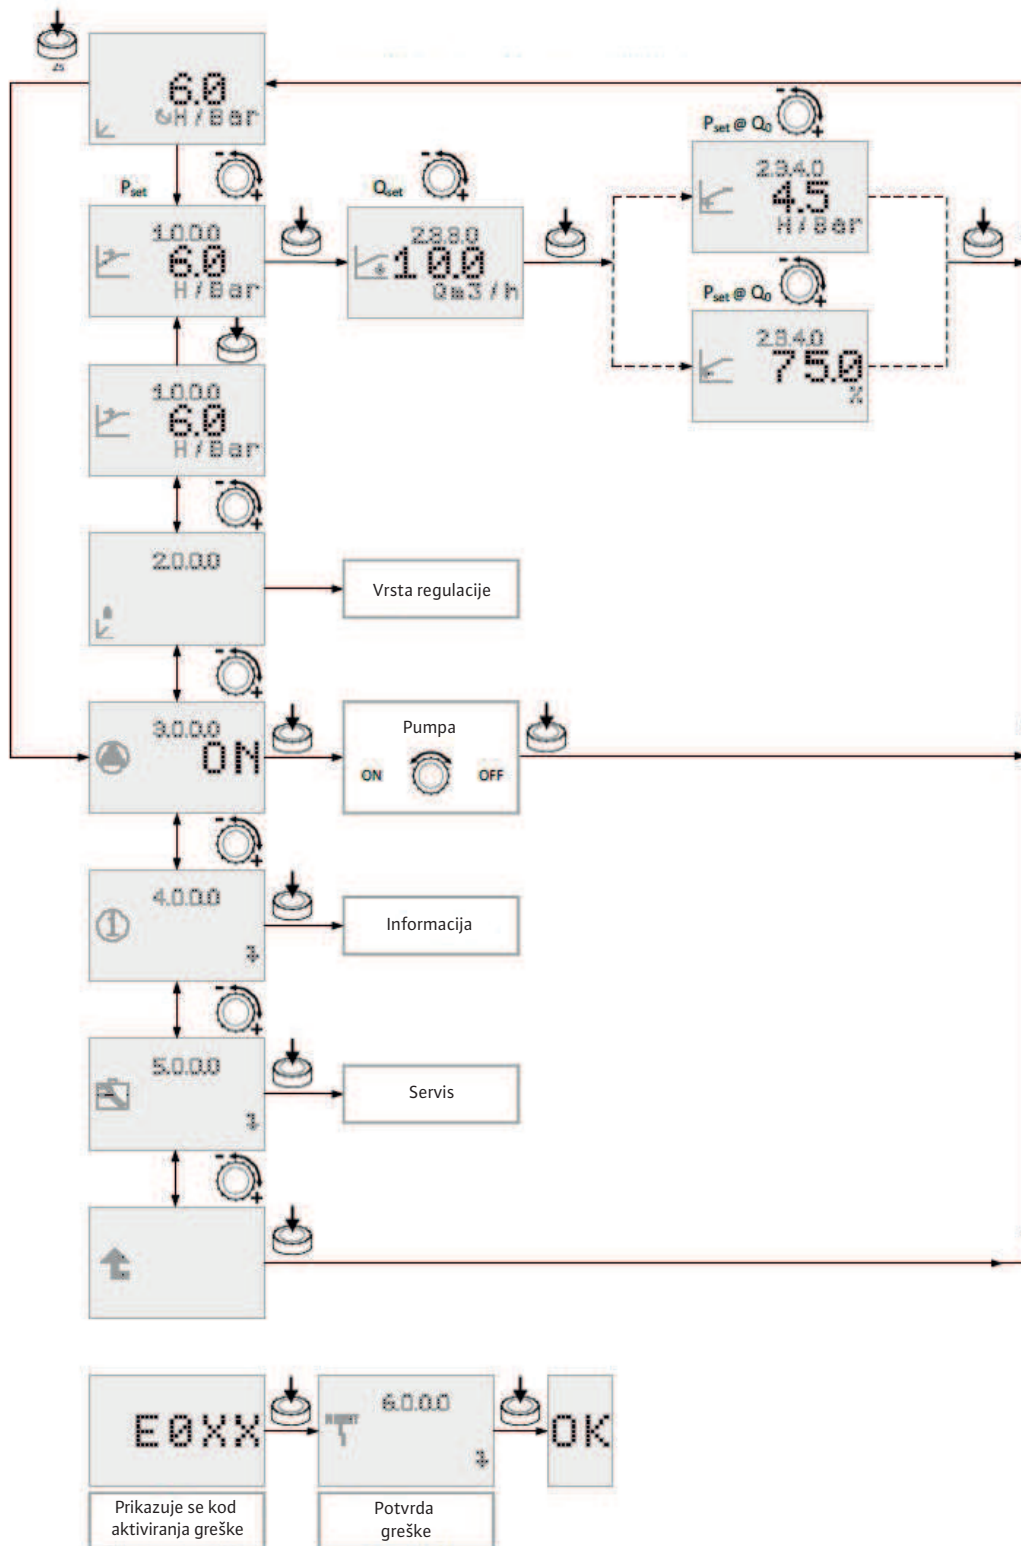 2s
6.0
H/Bar
Pset
1.0.0.0
6.0
H/Bar
Qset
2.3.3.0
10.0
Qm3/h
Pset @ Q0
2.3.4.0
4.5
H/Bar
Pset @ Q0
2.3.4.0
75.0
%
1.0.0.0
6.0
H/Bar
2.0.0.0
Vrsta regulacije
3.0.0.0
ON
Pumpa
ON
OFF
4.0.0.0
1
Informacija
5.0.0.0
Servis
E0XX
6.0.0.0
OK
Prikazuje se kod
aktiviranja greške
Potvrda
greške